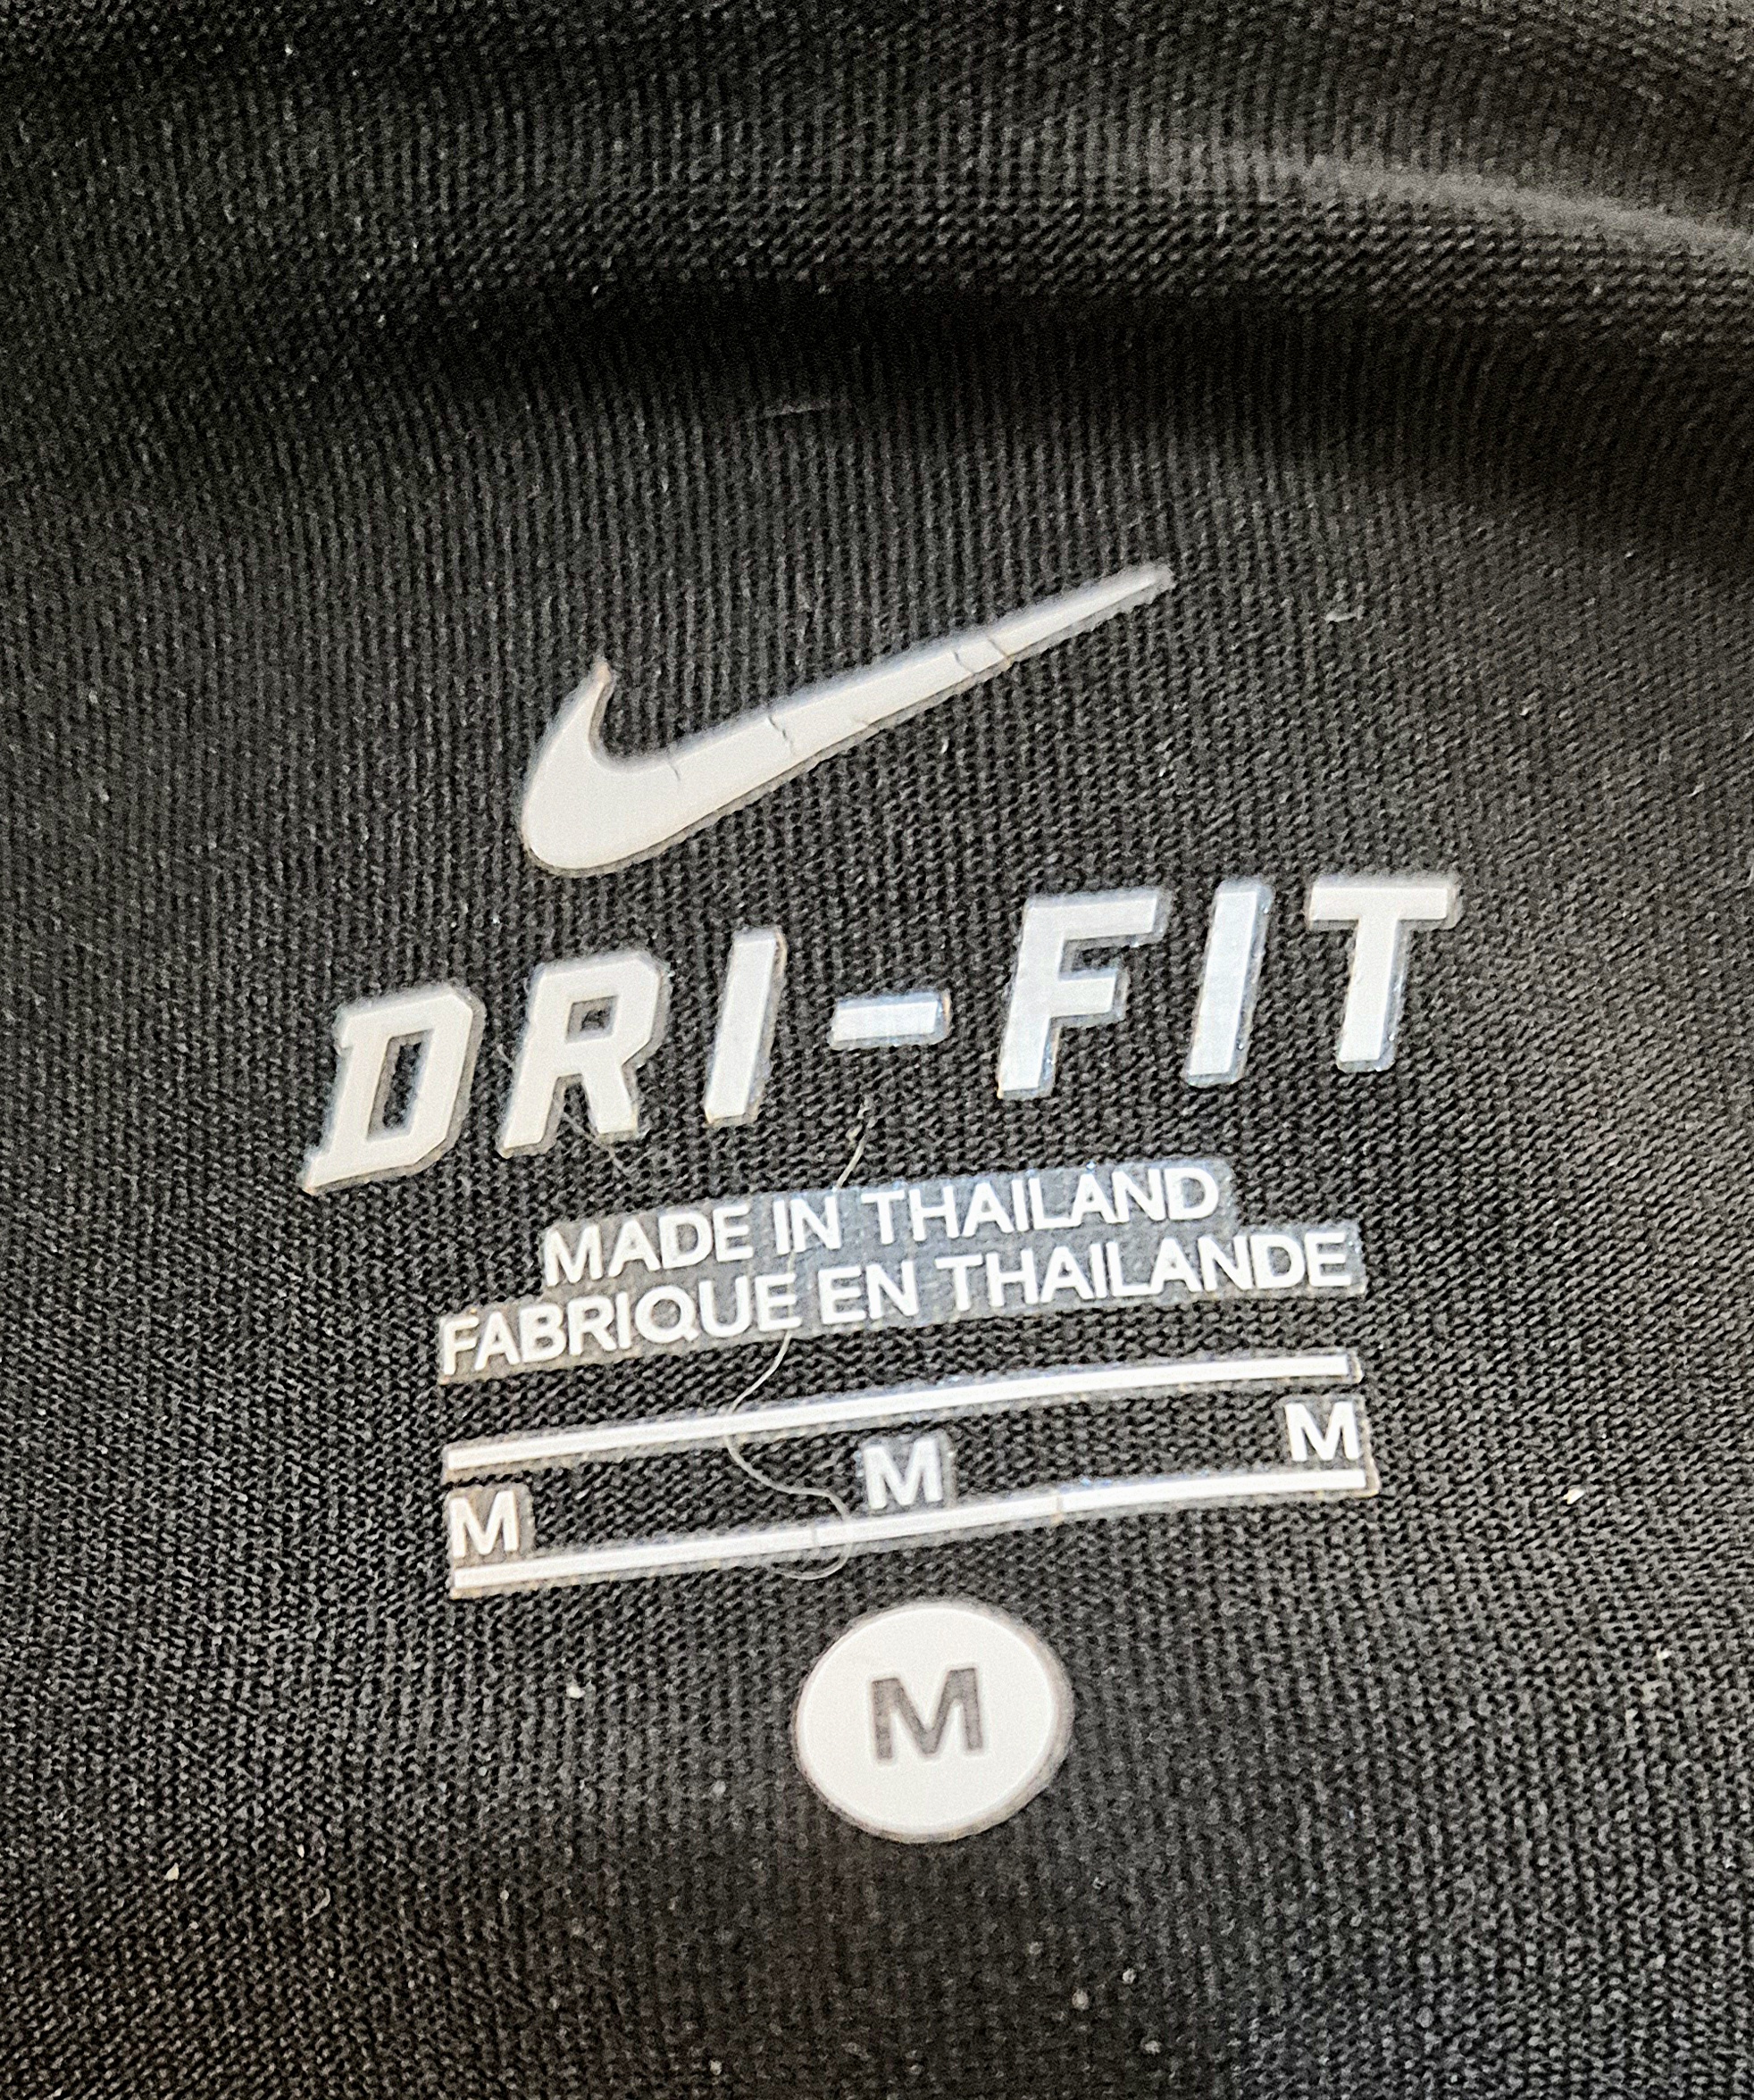 DRI-FIT
MADE IN THAILAND
FABRIQUE EN THAILANDE
M M M
M